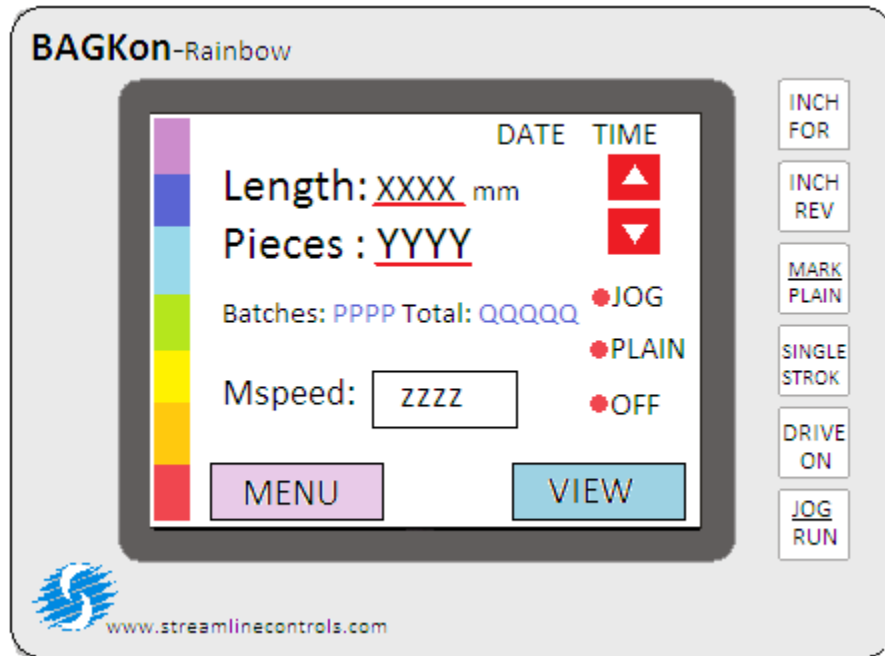 BAGKon-Rainbow
DATE TIME
Length: XXXX mm
Pieces : YYYY
Batches: PPPP Total: QQQQQ
JOG
PLAIN
OFF
Mspeed: ZZZZ
MENU
VIEW
INCH
FOR
INCH
REV
MARK
PLAIN
SINGLE
STROK
DRIVE
ON
JOG
RUN
www.streamlinecontrols.com